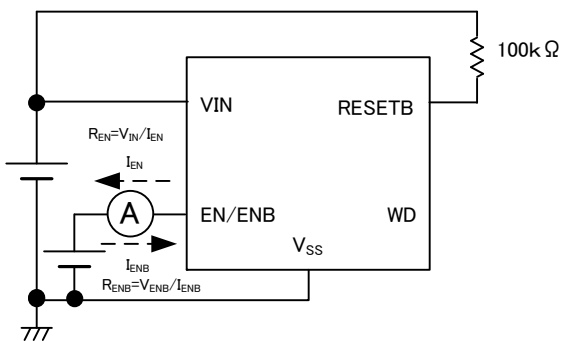 100kΩ
VIN
RESETB
R_EN=V_IN/I_EN
I_EN
A
EN/ENB
WD
V_SS
I_ENB
R_ENB=V_ENB/I_ENB